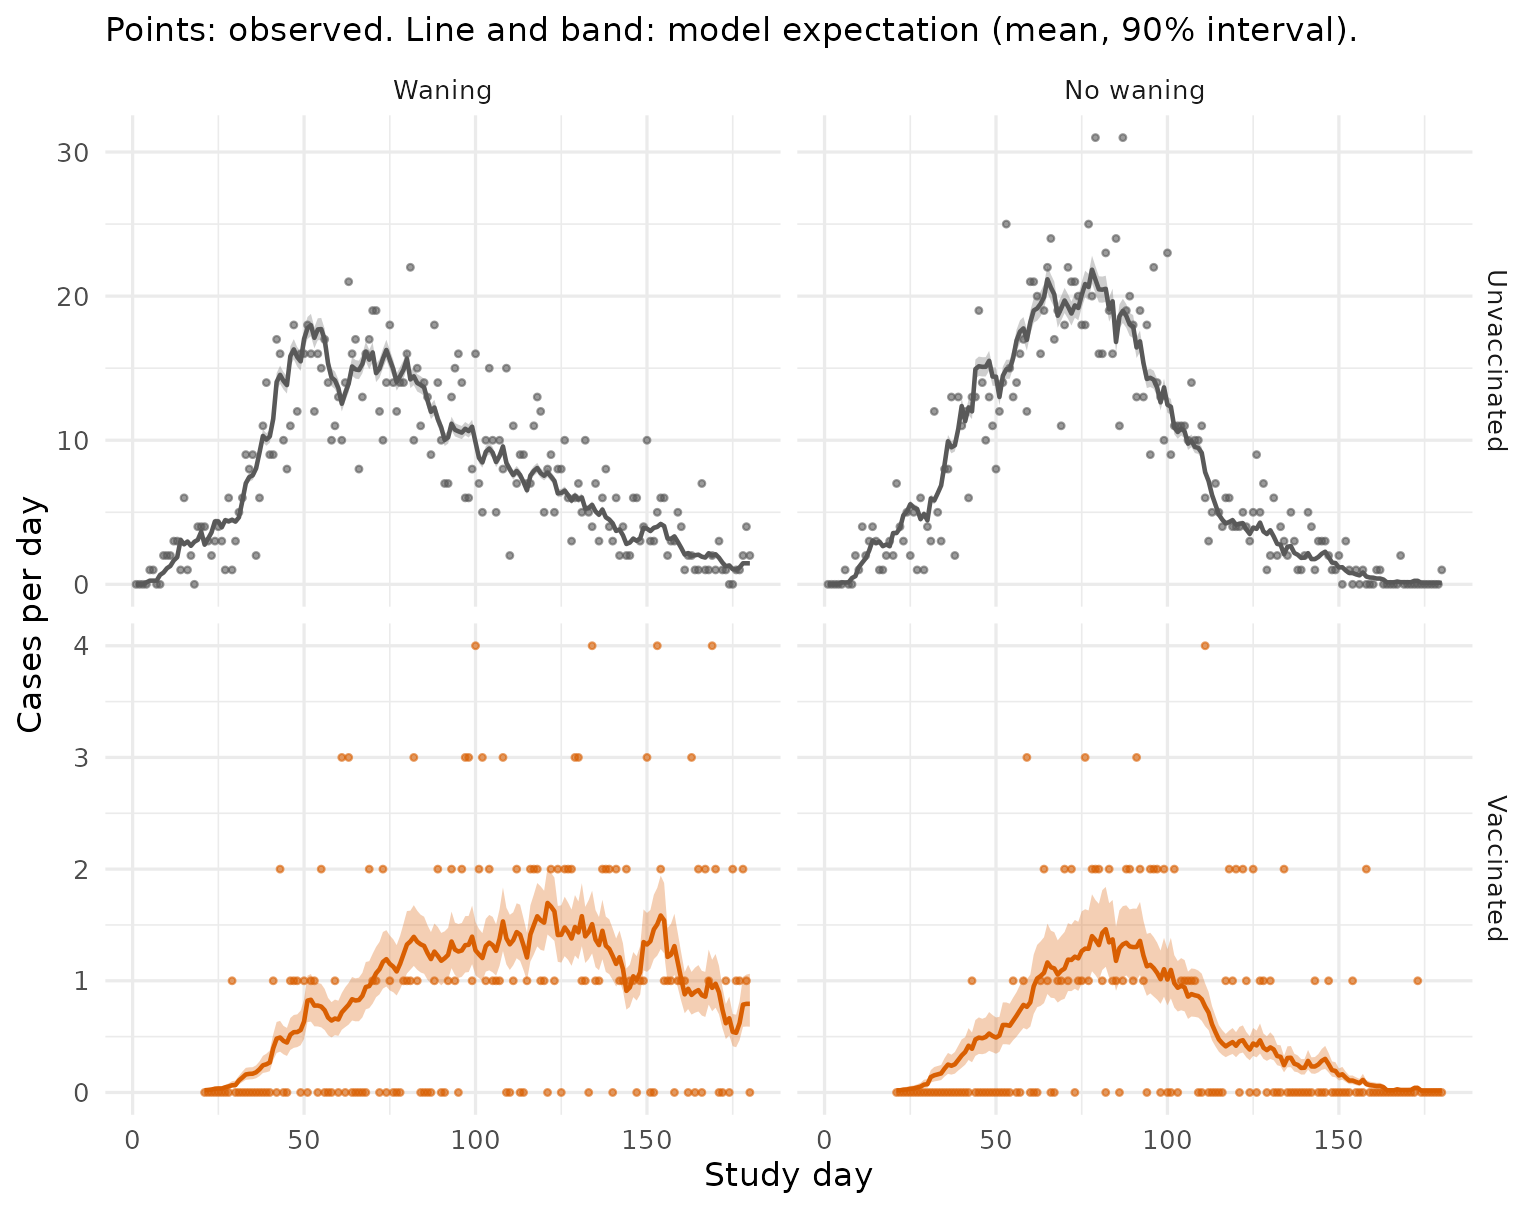 Points: observed. Line and band: model expectation (mean, 90% interval).
Waning
No waning
30
20
10
0
Unvaccinated
4
3
2
1
0
Vaccinated
Cases per day
0
50
100
150
0
50
100
150
Study day